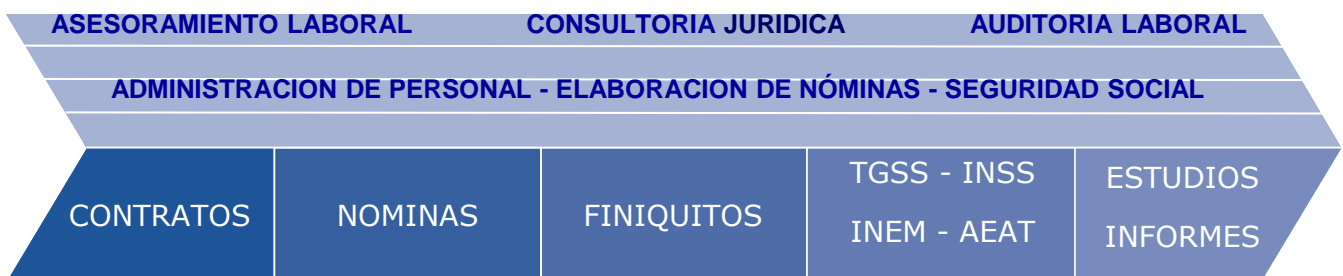 ASESORAMIENTO LABORAL CONSULTORIA JURIDICA AUDITORIA LABORAL
ADMINISTRACION DE PERSONAL - ELABORACION DE NÓMINAS - SEGURIDAD SOCIAL
CONTRATOS
NOMINAS
FINIQUITOS
TGSS - INSS
INEM - AEAT
ESTUDIOS
INFORMES